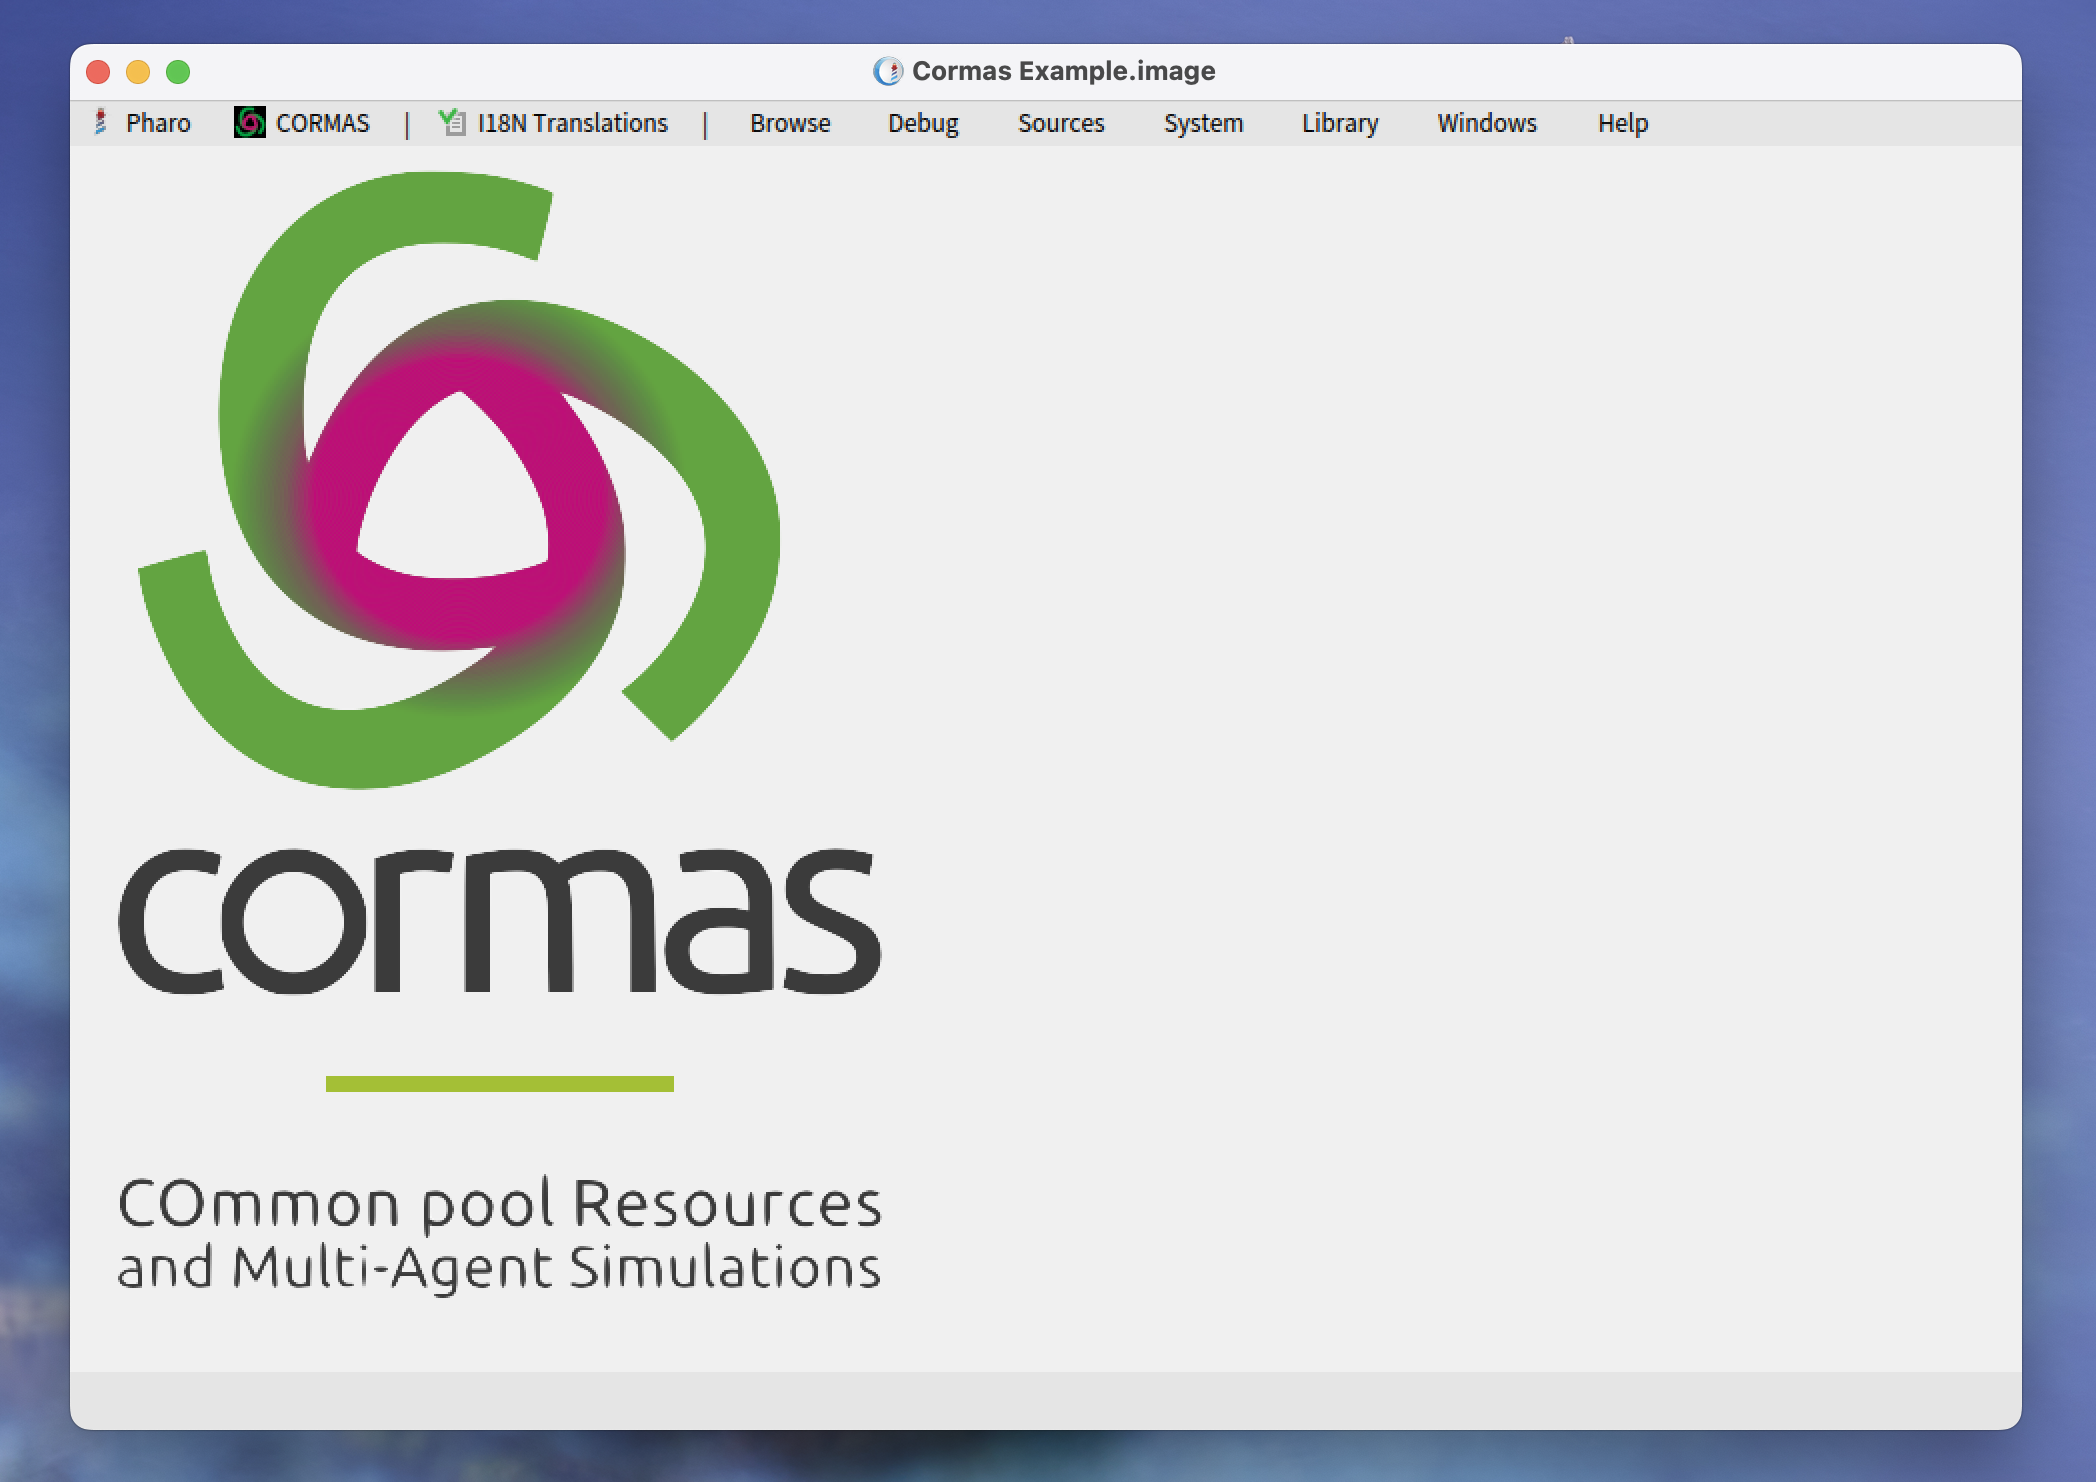 Cormas Example.image
Pharo CORMAS | I18N Translations | Browse Debug Sources System Library Windows Help
cormas
COmmon pool Resources
and Multi-Agent Simulations